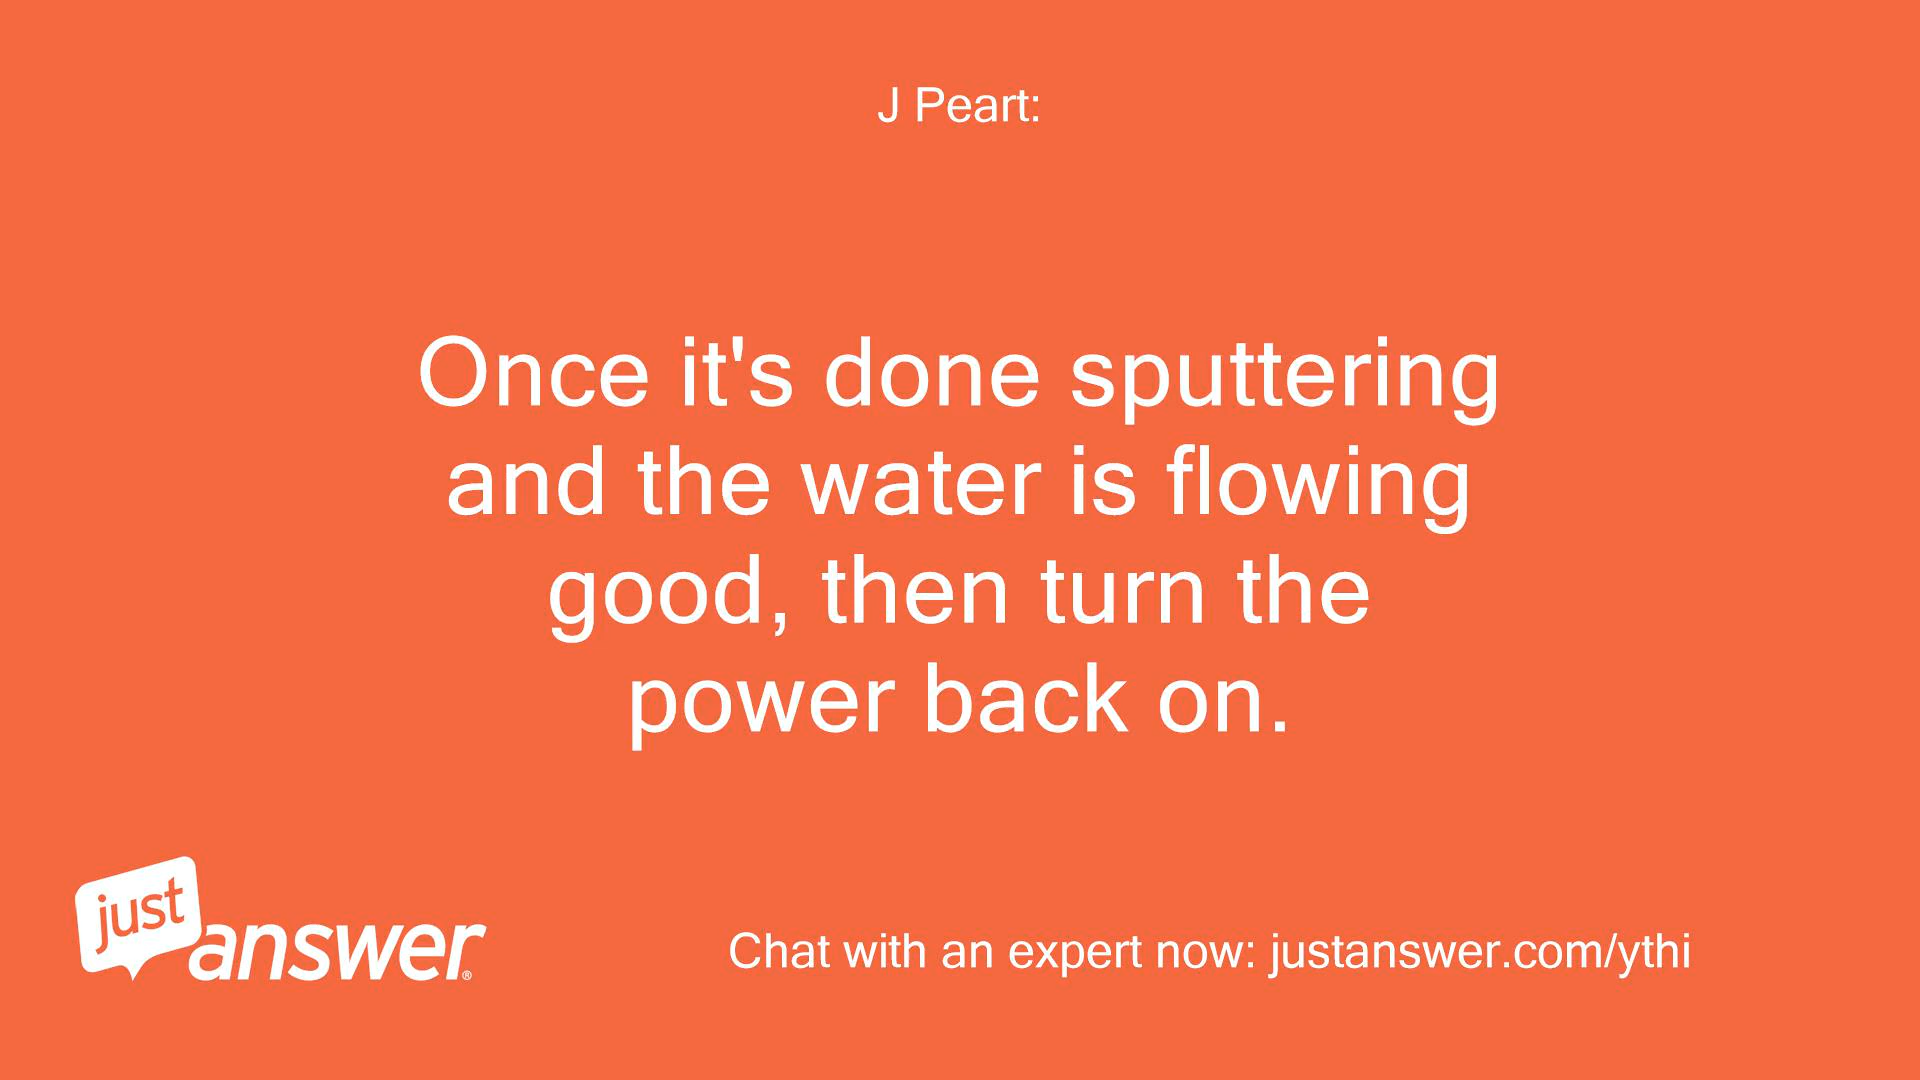 J Peart:
Once it's done sputtering
and the water is flowing
good, then turn the
power back on.
just
answer®
Chat with an expert now: justanswer.com/ythi